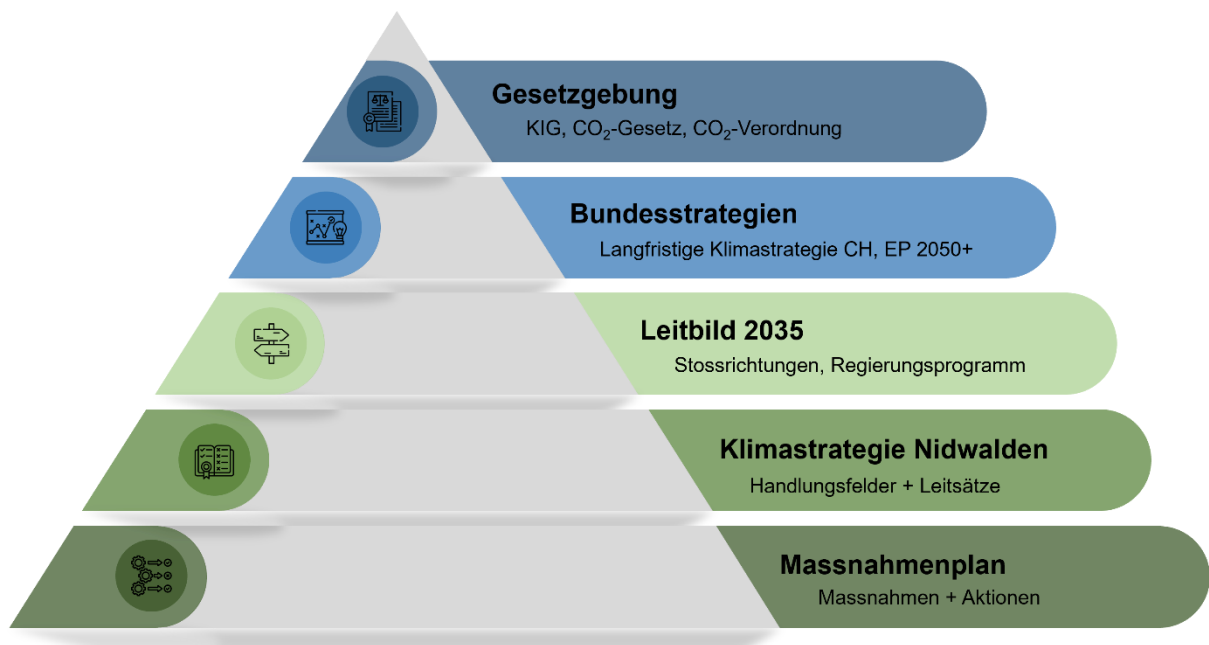 Gesetzgebung
KIG, CO₂-Gesetz, CO₂-Verordnung
Bundesstrategien
Langfristige Klimastrategie CH, EP 2050+
Leitbild 2035
Stossrichtungen, Regierungsprogramm
Klimastrategie Nidwalden
Handlungsfelder + Leitsätze
Massnahmenplan
Massnahmen + Aktionen